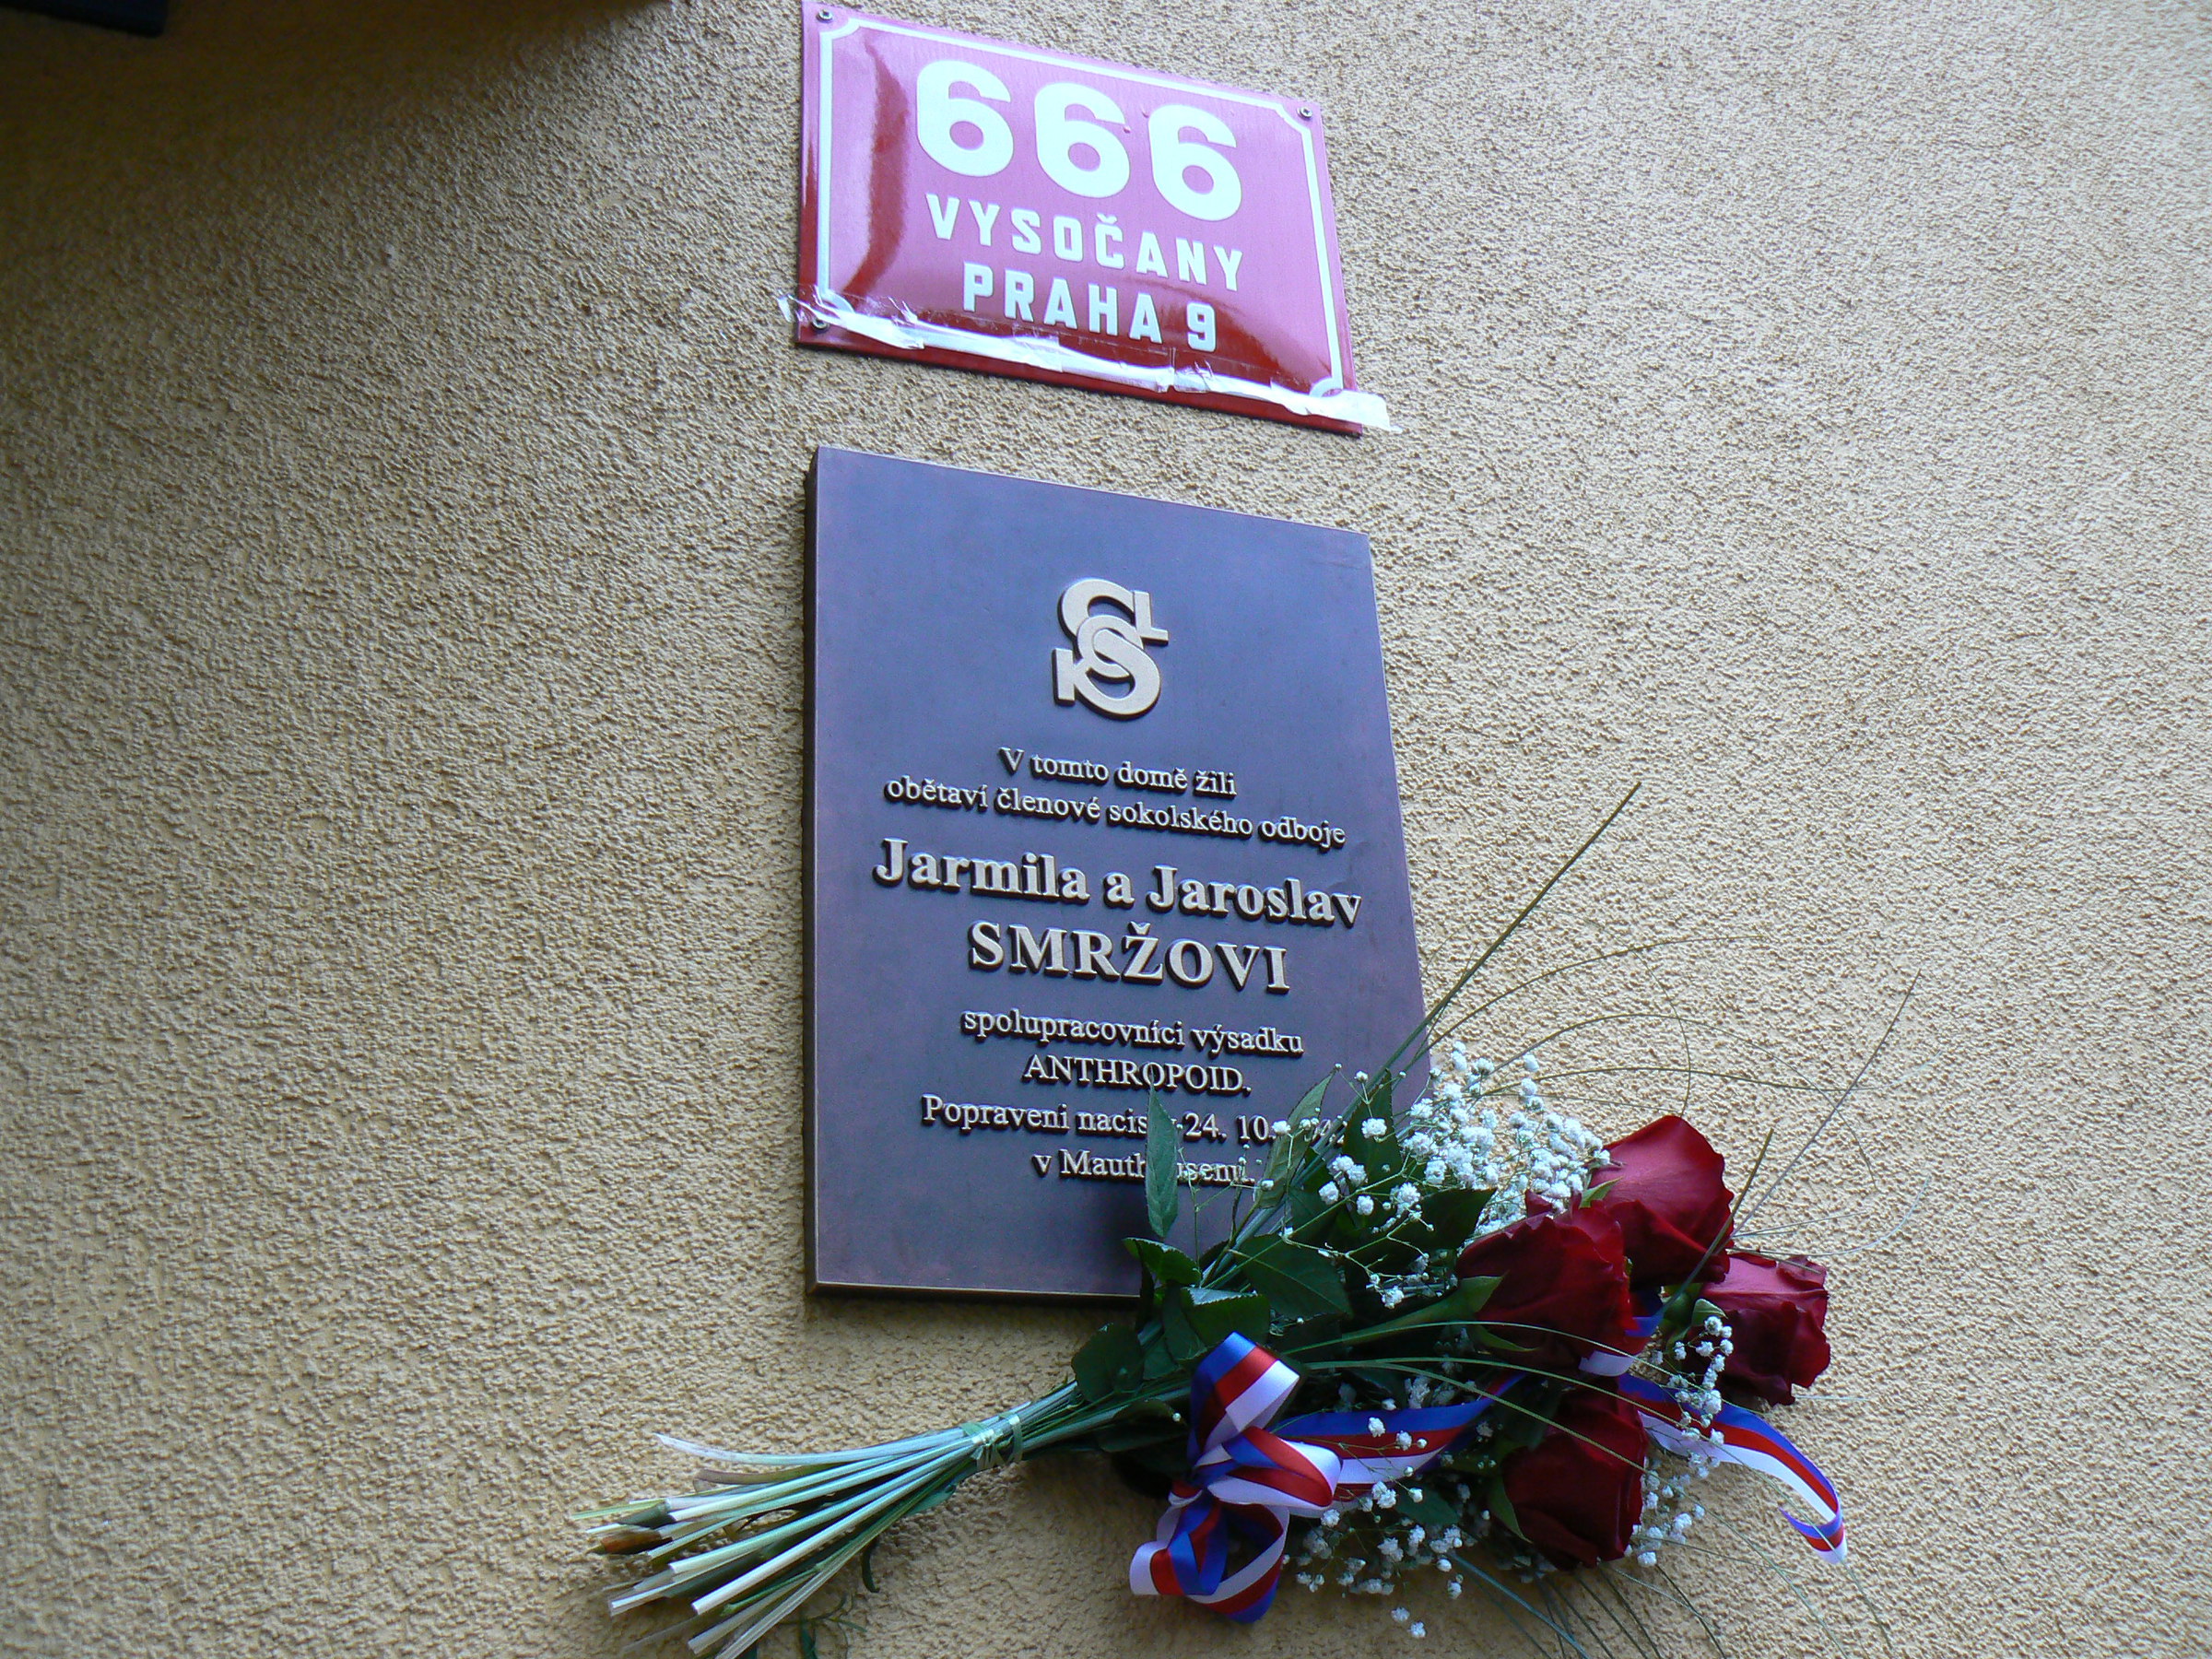 666
VYSOČANY
PRAHA 9
V tomto domě žili
obětaví členové sokolského odboje
Jarmila a Jaroslav
SMRŽOVI
spolupracovníci výsadku
ANTHROPOID.
Popraveni 24. 10.
v